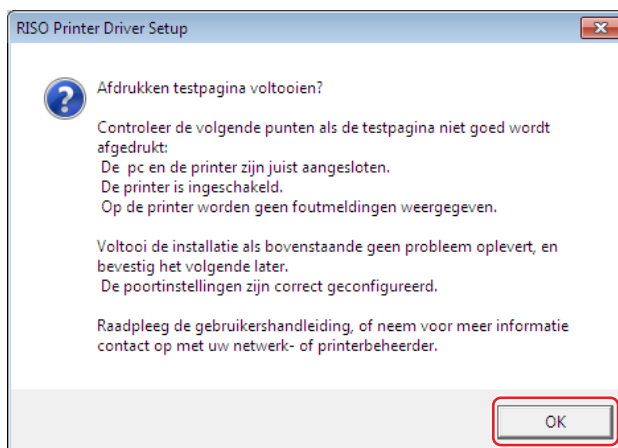 RISO Printer Driver Setup
Afdrukken testpagina voltooien?
Controleer de volgende punten als de testpagina niet goed wordt
afgedrukt:
De pc en de printer zijn juist aangesloten.
De printer is ingeschakeld.
Op de printer worden geen foutmeldingen weergegeven.
Voltooi de installatie als bovenstaande geen probleem oplevert, en
bevestig het volgende later.
De poortinstellingen zijn correct geconfigureerd.
Raadpleeg de gebruikershandleiding, of neem voor meer informatie
contact op met uw netwerk- of printerbeheerder.
OK